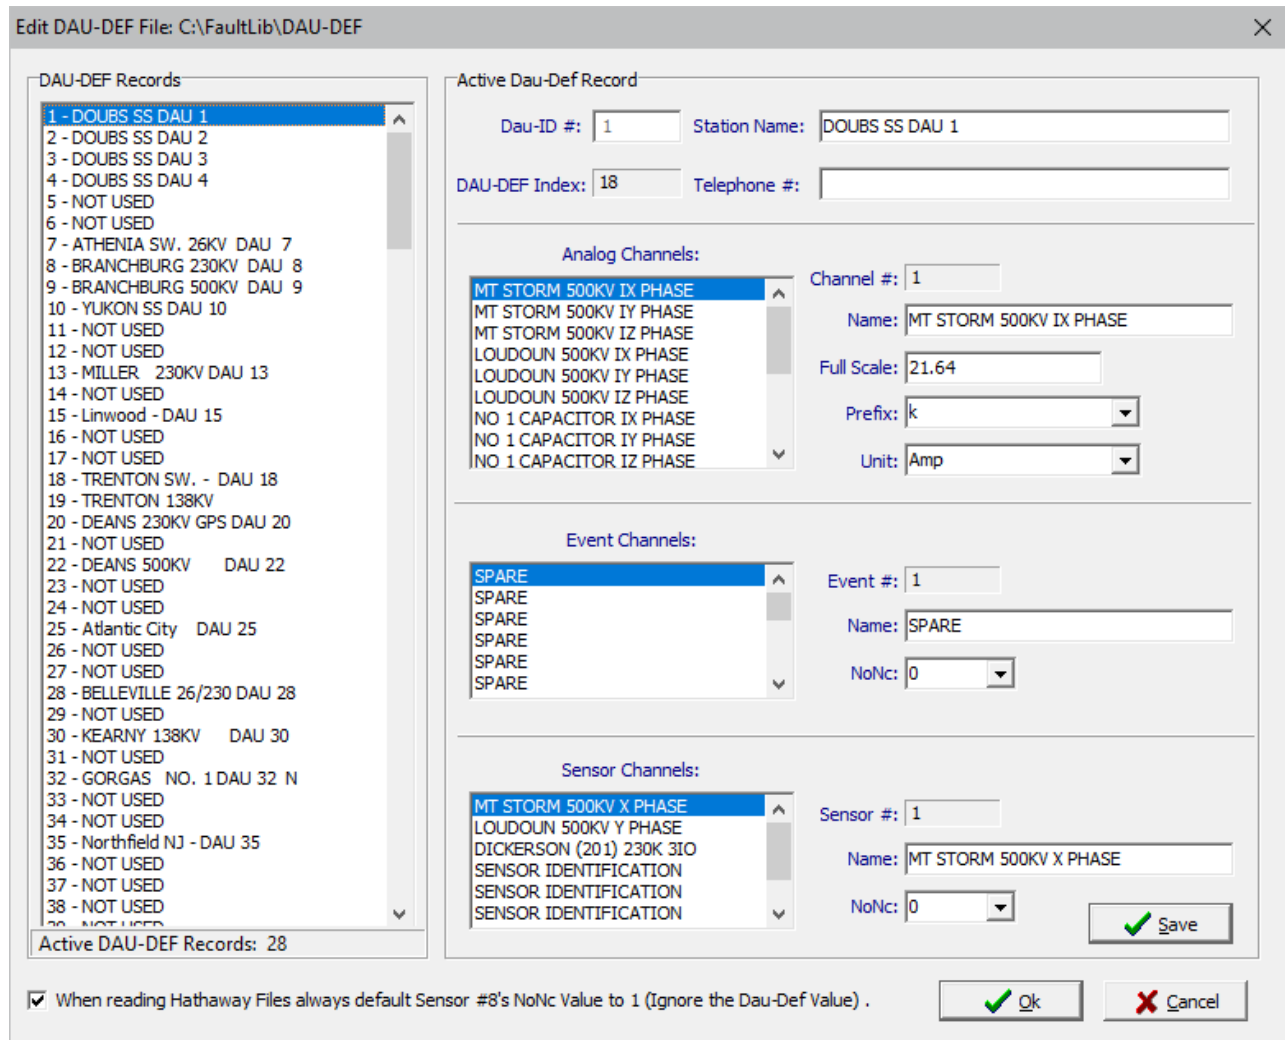 Edit DAU-DEF File: C:\FaultLib\DAU-DEF
DAU-DEF Records
1 - DOUBS SS DAU 1
2 - DOUBS SS DAU 2
3 - DOUBS SS DAU 3
4 - DOUBS SS DAU 4
5 - NOT USED
6 - NOT USED
7 - ATHENIA SW. 26KV DAU 7
8 - BRANCHBURG 230KV DAU 8
9 - BRANCHBURG 500KV DAU 9
10 - YUKON SS DAU 10
11 - NOT USED
12 - NOT USED
13 - MILLER 230KV DAU 13
14 - NOT USED
15 - Linwood - DAU 15
16 - NOT USED
17 - NOT USED
18 - TRENTON SW. - DAU 18
19 - TRENTON 138KV
20 - DEANS 230KV GPS DAU 20
21 - NOT USED
22 - DEANS 500KV DAU 22
23 - NOT USED
24 - NOT USED
25 - Atlantic City DAU 25
26 - NOT USED
27 - NOT USED
28 - BELLEVILLE 26/230 DAU 28
29 - NOT USED
30 - KEARNY 138KV DAU 30
31 - NOT USED
32 - GORGAS NO. 1 DAU 32 N
33 - NOT USED
34 - NOT USED
35 - Northfield NJ - DAU 35
36 - NOT USED
37 - NOT USED
38 - NOT USED
39 - NOT USED
Active DAU-DEF Records: 28
Active Dau-Def Record
Dau-ID #: 1 Station Name: DOUBS SS DAU 1
DAU-DEF Index: 18 Telephone #:
Analog Channels:
MT STORM 500KV IX PHASE
MT STORM 500KV IY PHASE
MT STORM 500KV IZ PHASE
LOUDOUN 500KV IX PHASE
LOUDOUN 500KV IY PHASE
LOUDOUN 500KV IZ PHASE
NO 1 CAPACITOR IX PHASE
NO 1 CAPACITOR IY PHASE
NO 1 CAPACITOR IZ PHASE
Channel #: 1
Name: MT STORM 500KV IX PHASE
Full Scale: 21.64
Prefix: k
Unit: Amp
Event Channels:
SPARE
SPARE
SPARE
SPARE
SPARE
SPARE
Event #: 1
Name: SPARE
NoNc: 0
Sensor Channels:
MT STORM 500KV X PHASE
LOUDOUN 500KV Y PHASE
DICKERSON (201) 230K 3IO
SENSOR IDENTIFICATION
SENSOR IDENTIFICATION
SENSOR IDENTIFICATION
Sensor #: 1
Name: MT STORM 500KV X PHASE
NoNc: 0
Save
When reading Hathaway Files always default Sensor #8's NoNc Value to 1 (Ignore the Dau-Def Value) .
Ok
Cancel